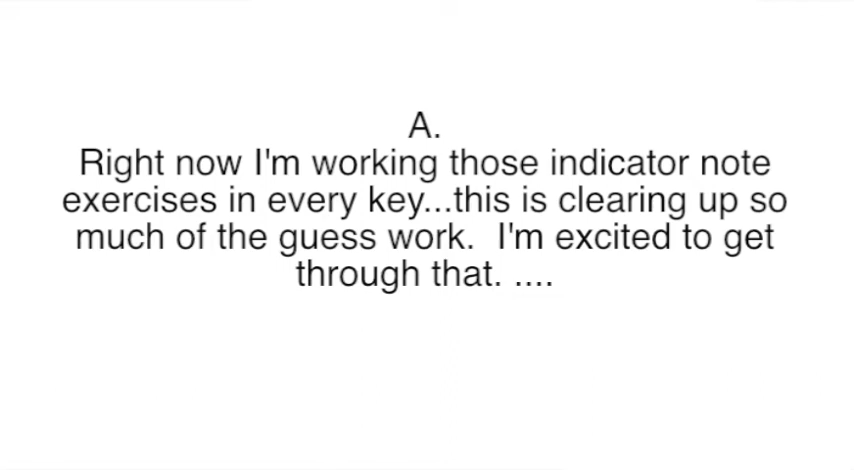 A.
Right now I'm working those indicator note
exercises in every key...this is clearing up so
much of the guess work.  I'm excited to get
through that. ....